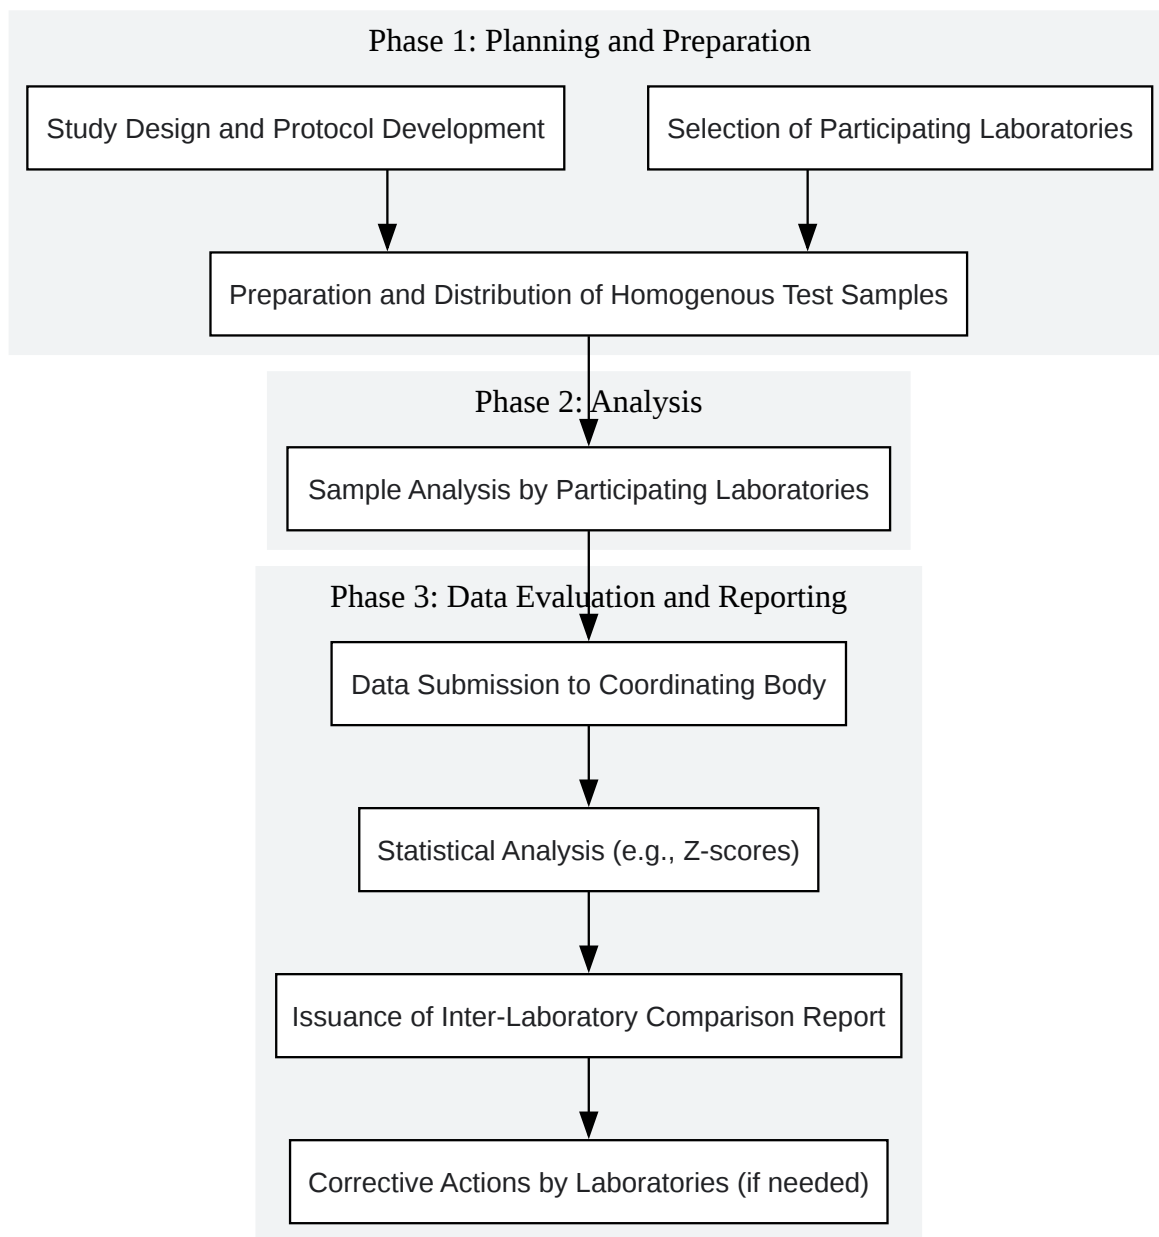 Phase 1: Planning and Preparation
Study Design and Protocol Development
Selection of Participating Laboratories
Preparation and Distribution of Homogenous Test Samples
Phase 2: Analysis
Sample Analysis by Participating Laboratories
Phase 3: Data Evaluation and Reporting
Data Submission to Coordinating Body
Statistical Analysis (e.g., Z-scores)
Issuance of Inter-Laboratory Comparison Report
Corrective Actions by Laboratories (if needed)